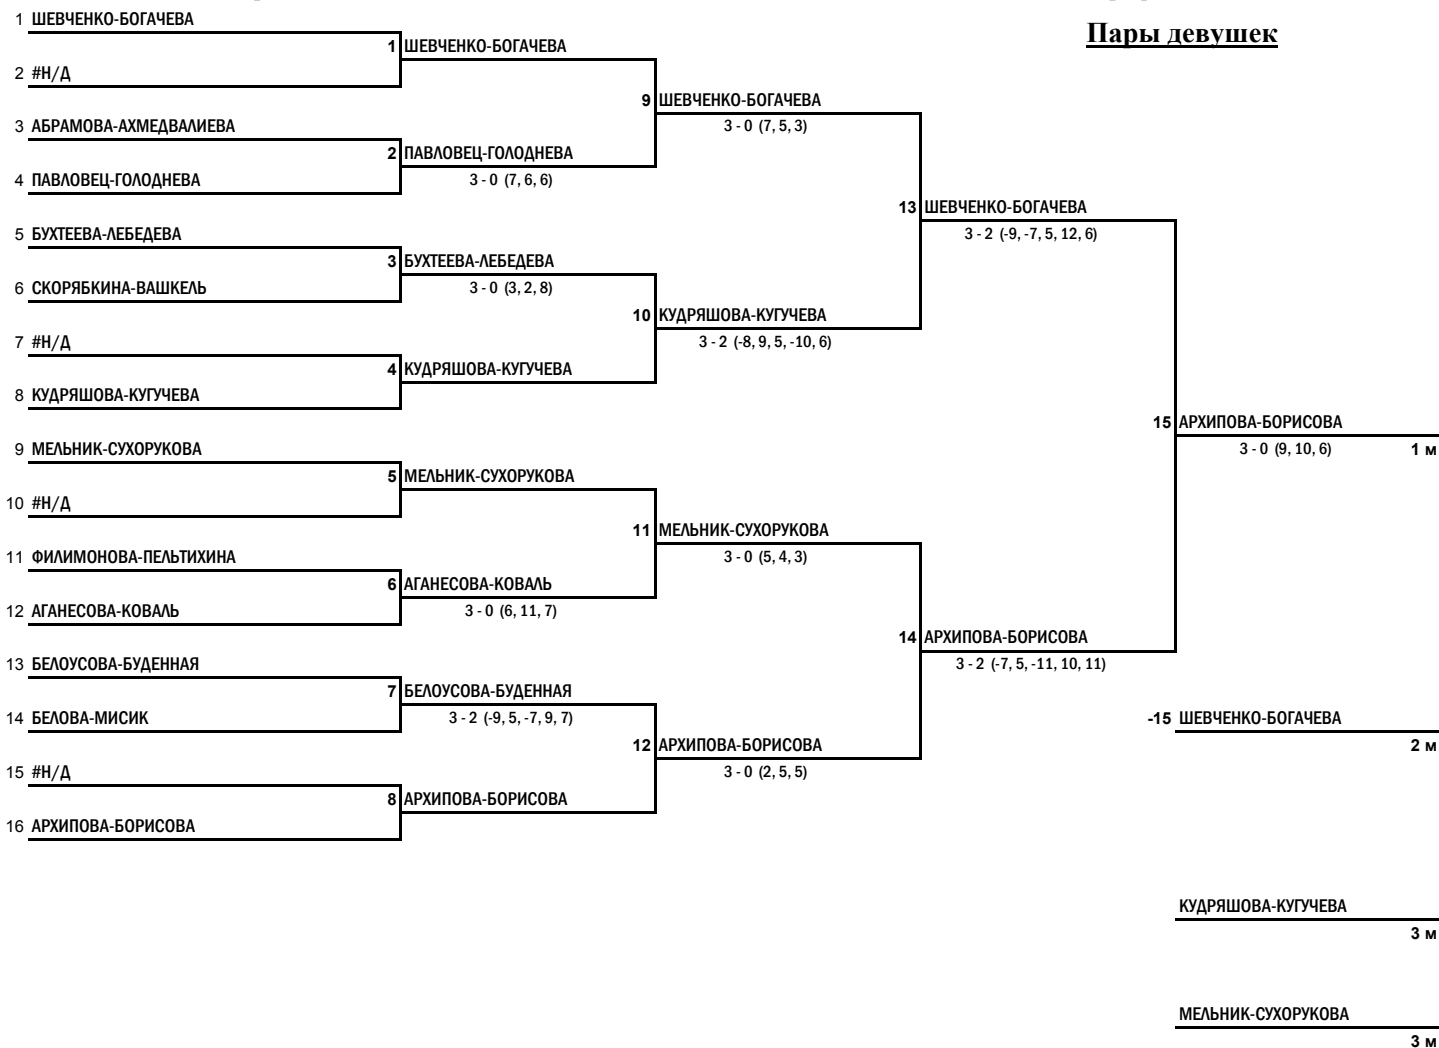 1 ШЕВЧЕНКО-БОГАЧЕВА
Пары девушек
1 ШЕВЧЕНКО-БОГАЧЕВА
2 #Н/Д
9 ШЕВЧЕНКО-БОГАЧЕВА
3 - 0 (7, 5, 3)
3 АБРАМОВА-АХМЕДВАЛИЕВА
2 ПАВЛОВЕЦ-ГОЛОДНЕВА
3 - 0 (7, 6, 6)
4 ПАВЛОВЕЦ-ГОЛОДНЕВА
13 ШЕВЧЕНКО-БОГАЧЕВА
3 - 2 (-9, -7, 5, 12, 6)
5 БУХТЕЕВА-ЛЕБЕДЕВА
3 БУХТЕЕВА-ЛЕБЕДЕВА
3 - 0 (3, 2, 8)
6 СКОРЯБКИНА-ВАШКЕЛЬ
10 КУДРЯШОВА-КУГУЧЕВА
3 - 2 (-8, 9, 5, -10, 6)
7 #Н/Д
4 КУДРЯШОВА-КУГУЧЕВА
8 КУДРЯШОВА-КУГУЧЕВА
15 АРХИПОВА-БОРИСОВА
3 - 0 (9, 10, 6) 1 м
9 МЕЛЬНИК-СУХОРУКОВА
5 МЕЛЬНИК-СУХОРУКОВА
10 #Н/Д
11 МЕЛЬНИК-СУХОРУКОВА
3 - 0 (5, 4, 3)
11 ФИЛИМОНОВА-ПЕЛЬТИХИНА
6 АГАНЕСОВА-КОВАЛЬ
3 - 0 (6, 11, 7)
12 АГАНЕСОВА-КОВАЛЬ
14 АРХИПОВА-БОРИСОВА
3 - 2 (-7, 5, -11, 10, 11)
13 БЕЛОУСОВА-БУДЕННАЯ
7 БЕЛОУСОВА-БУДЕННАЯ
3 - 2 (-9, 5, -7, 9, 7)
14 БЕЛОВА-МИСИК
-15 ШЕВЧЕНКО-БОГАЧЕВА
2 м
12 АРХИПОВА-БОРИСОВА
3 - 0 (2, 5, 5)
15 #Н/Д
8 АРХИПОВА-БОРИСОВА
16 АРХИПОВА-БОРИСОВА
КУДРЯШОВА-КУГУЧЕВА
3 м
МЕЛЬНИК-СУХОРУКОВА
3 м